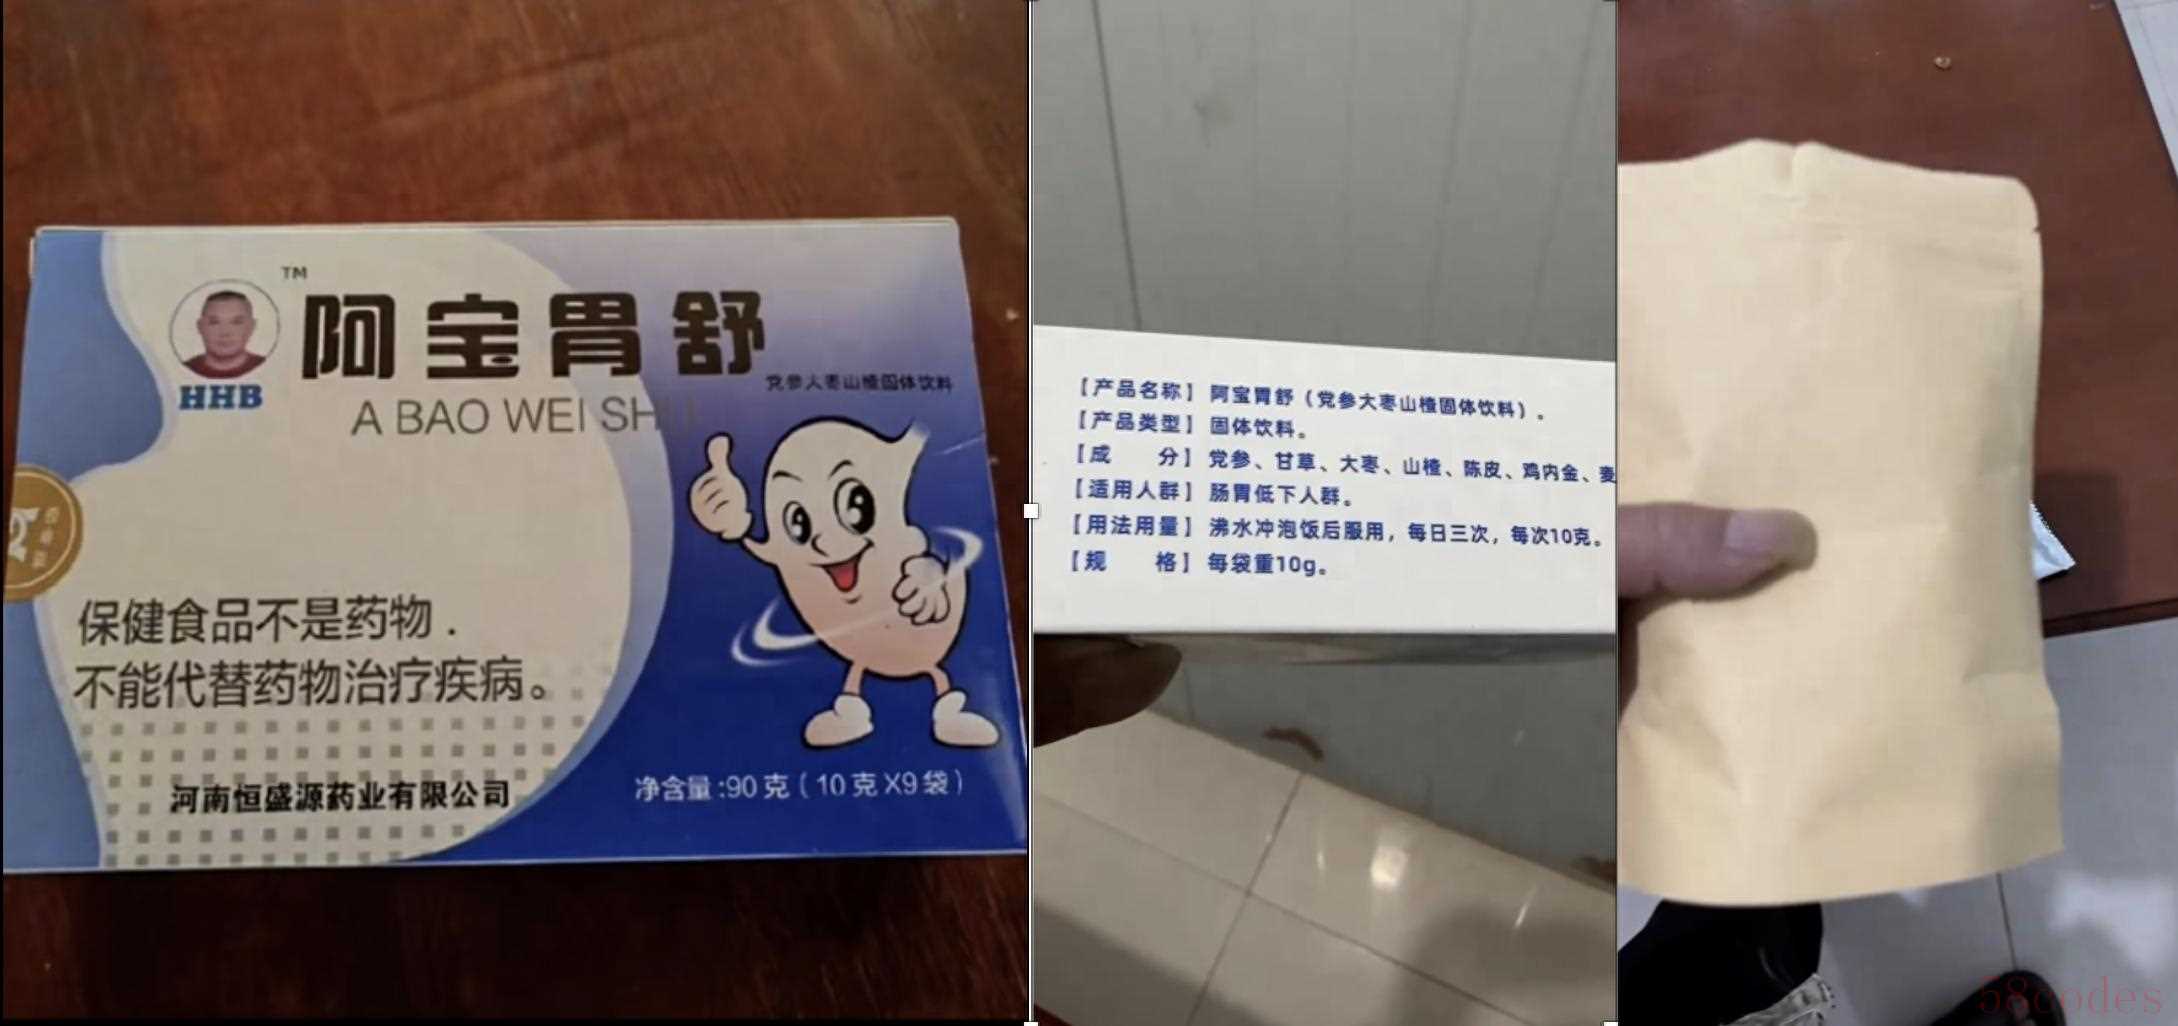 TM
阿宝胃舒
HHB
党参大枣山楂固体饮料
A BAO WEI SHU
保健食品不是药物.
不能代替药物治疗疾病。
河南恒盛源药业有限公司
净含量:90克(10克X9袋)
【产品名称】阿宝胃舒(党参大枣山楂固体饮料)。
【产品类型】固体饮料。
【成 分】党参、甘草、大枣、山楂、陈皮、鸡内金、麦
【适用人群】肠胃低下人群。
【用法用量】沸水冲泡饭后服用,每日三次,每次10克。
【规 格】每袋重10g。
58codes